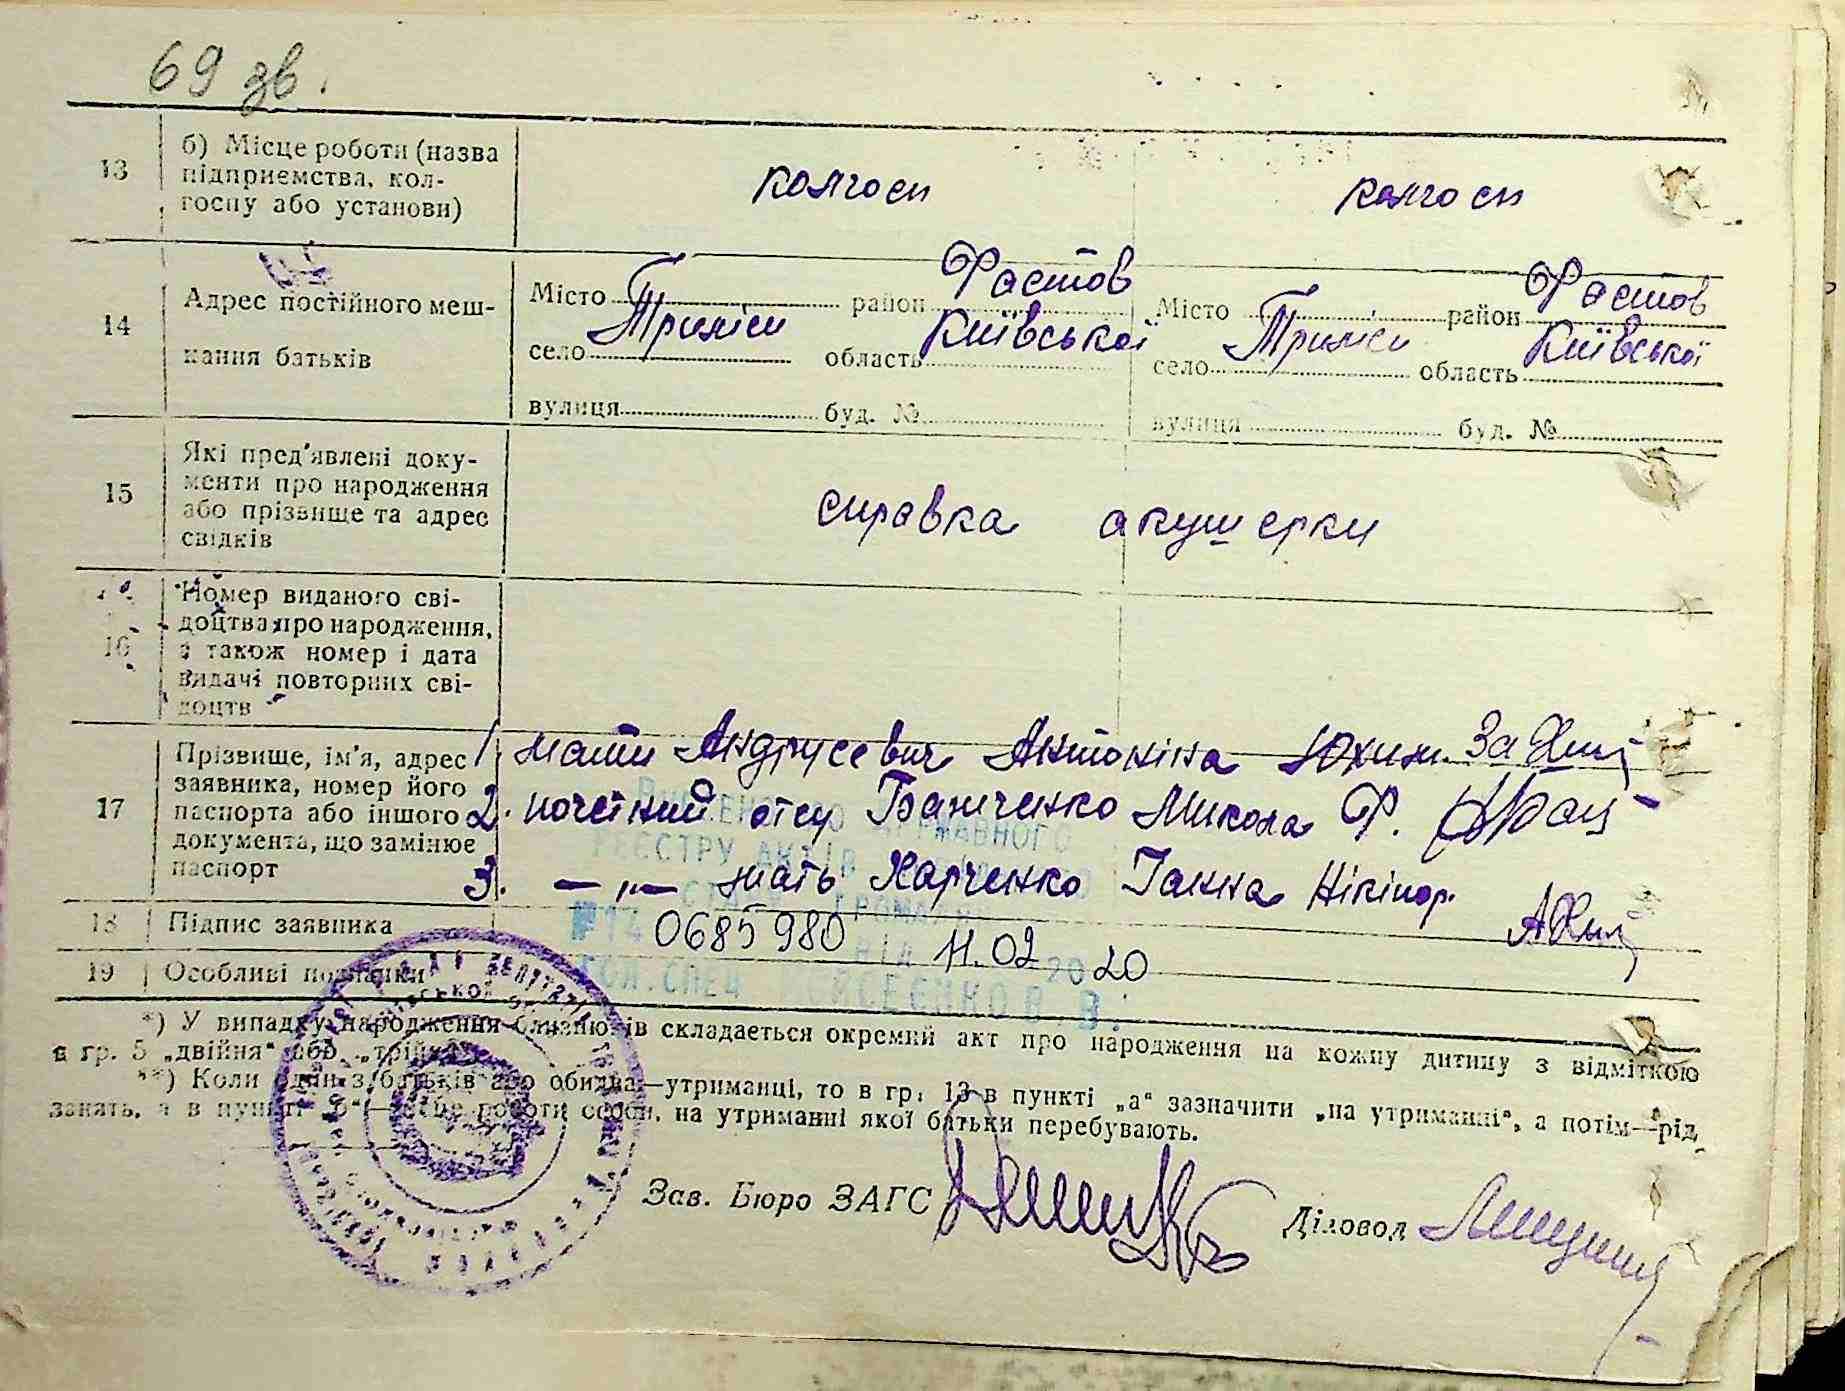 69 зв.
13 б) Місце роботи (назва підприємства, колгоспу або установи) колгосп колгосп
14 Адрес постійного мешкання батьків
Місто район Фастов Місто район Фастов
село Триліси область Київської село Триліси область Київської
вулиця буд. № вулиця буд. №
15 Які пред'явлені документи про народження або прізвище та адрес свідків справка акушерки
16 Номер виданого свідоцтва про народження, а також номер і дата видачі повторних свідоцтв
17 Прізвище, ім'я, адрес заявника, номер його паспорта або іншого документа, що замінює паспорт
1. мати Андрусевич Антоніна Юхим. За
2. почетний отец Батченко Микола Ф.
3. —„— мать Харченко Ганна Нікіпор.
РЕЄСТРУ АКТІВ
18 Підпис заявника 0685980 11.02 2020
19 Особливі позначки
*) У випадку народження близнюків складається окремий акт про народження на кожну дитину з відміткою
в гр. 5 „двійня“ або „трійня“.
**) Коли один з батьків або обидва—утриманці, то в гр. 13 в пункті „а“ зазначити „на утриманні“, а потім—рід
занять, а в пункті „б“— місце роботи особи, на утриманні якої батьки перебувають.
Зав. Бюро ЗАГС Діловод